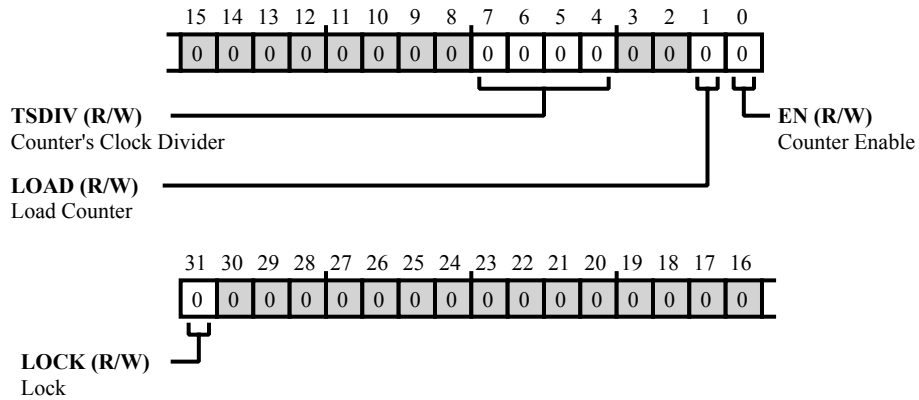 15 14 13 12 11 10 9 8 7 6 5 4 3 2 1 0
0 0 0 0 0 0 0 0 0 0 0 0 0 0 0 0
TSDIV (R/W)
Counter's Clock Divider
EN (R/W)
Counter Enable
LOAD (R/W)
Load Counter
31 30 29 28 27 26 25 24 23 22 21 20 19 18 17 16
0 0 0 0 0 0 0 0 0 0 0 0 0 0 0 0
LOCK (R/W)
Lock